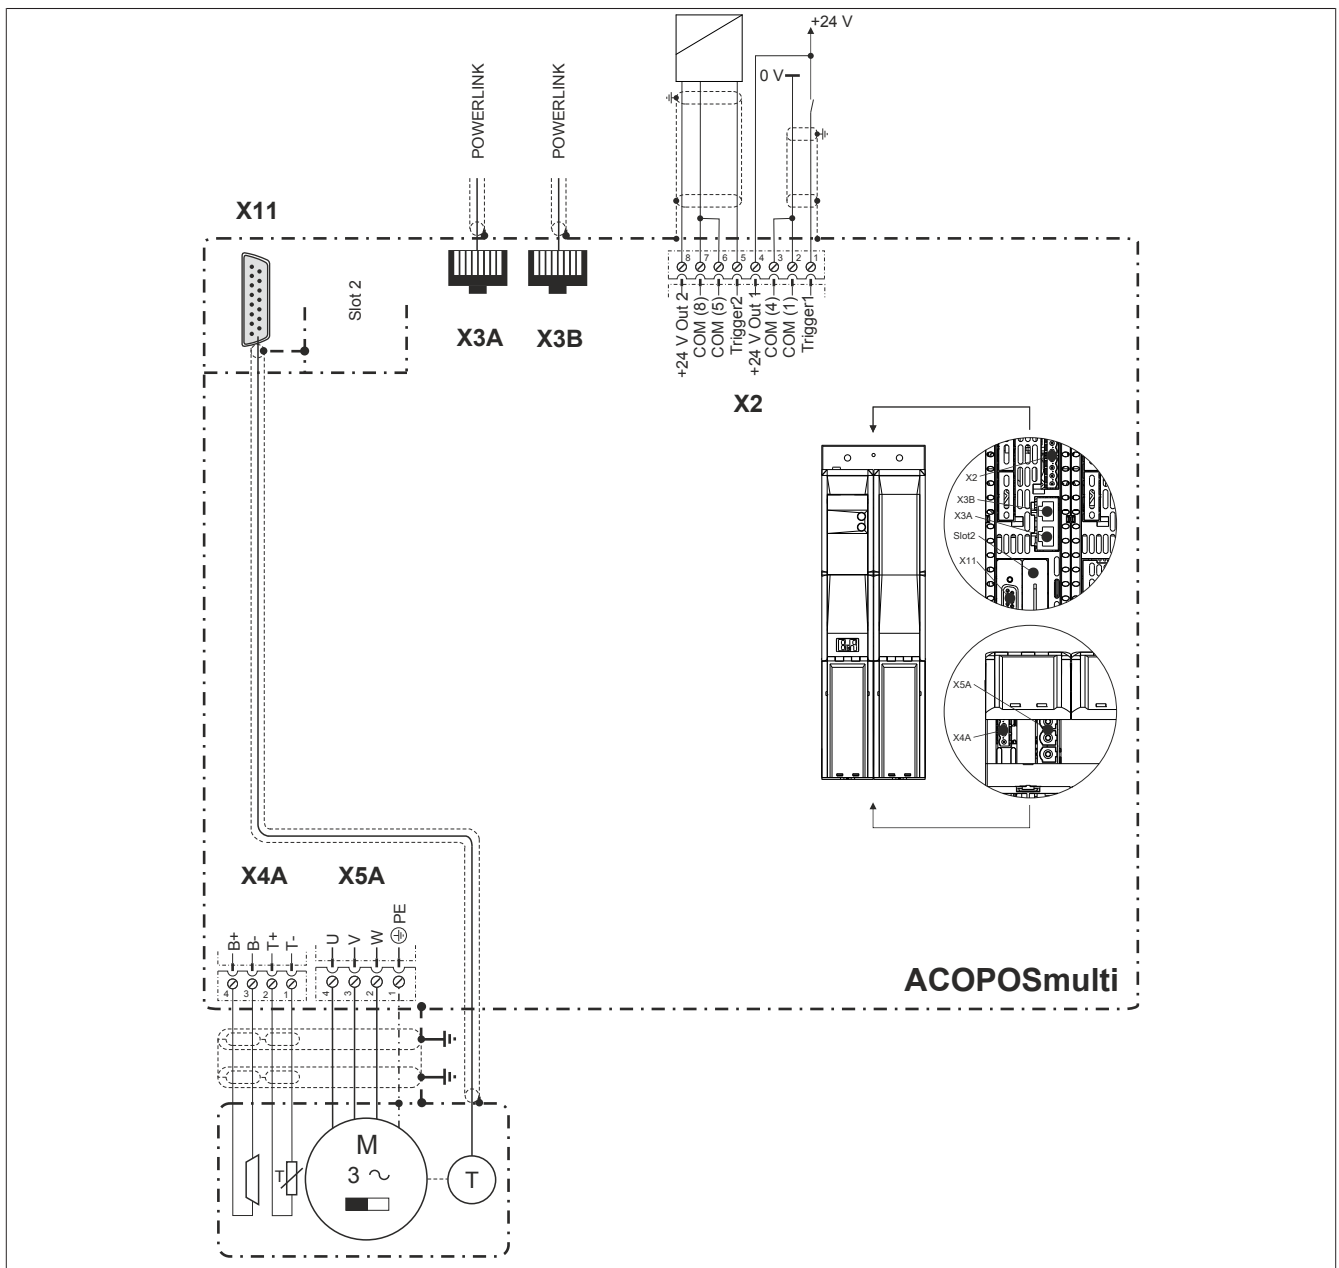 +24 V
0 V
POWERLINK
POWERLINK
X11
Slot 2
X3A
X3B
8 7 6 5 4 3 2 1
+24 V Out 2
COM (8)
COM (5)
Trigger2
+24 V Out 1
COM (4)
COM (1)
Trigger1
X2
X2
X3B
X3A
Slot2
X11
X5A
X4A
X4A
X5A
B+
B-
T+
T-
U
V
W
PE
4 3 2 1
4 3 2 1
ACOPOSmulti
M
3
T
T